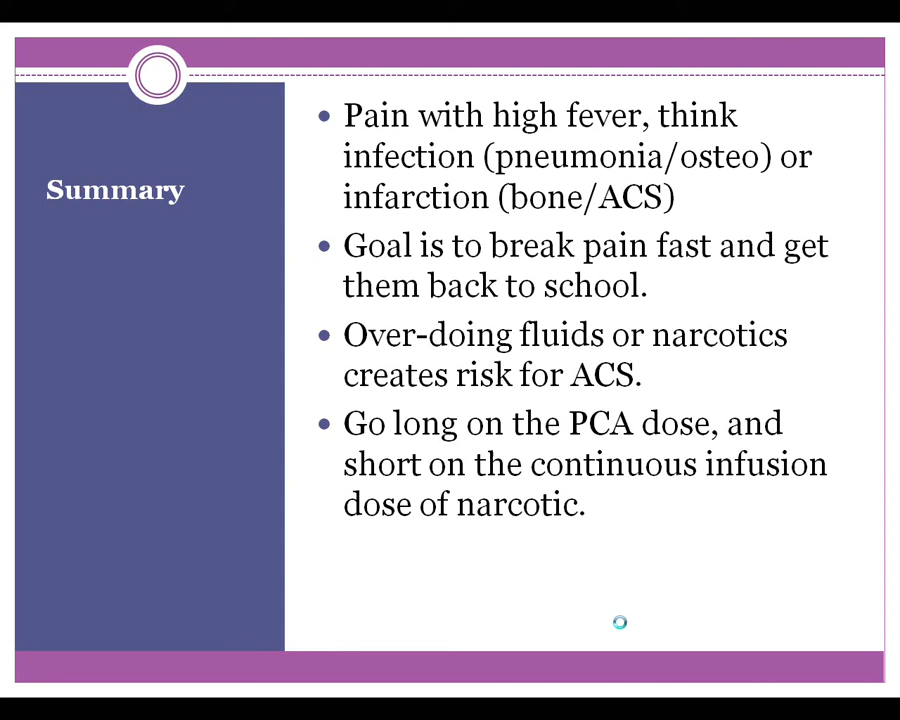 Summary
Pain with high fever, think
infection (pneumonia/osteo) or
infarction (bone/ACS)
Goal is to break pain fast and get
them back to school.
Over-doing fluids or narcotics
creates risk for ACS.
Go long on the PCA dose, and
short on the continuous infusion
dose of narcotic.